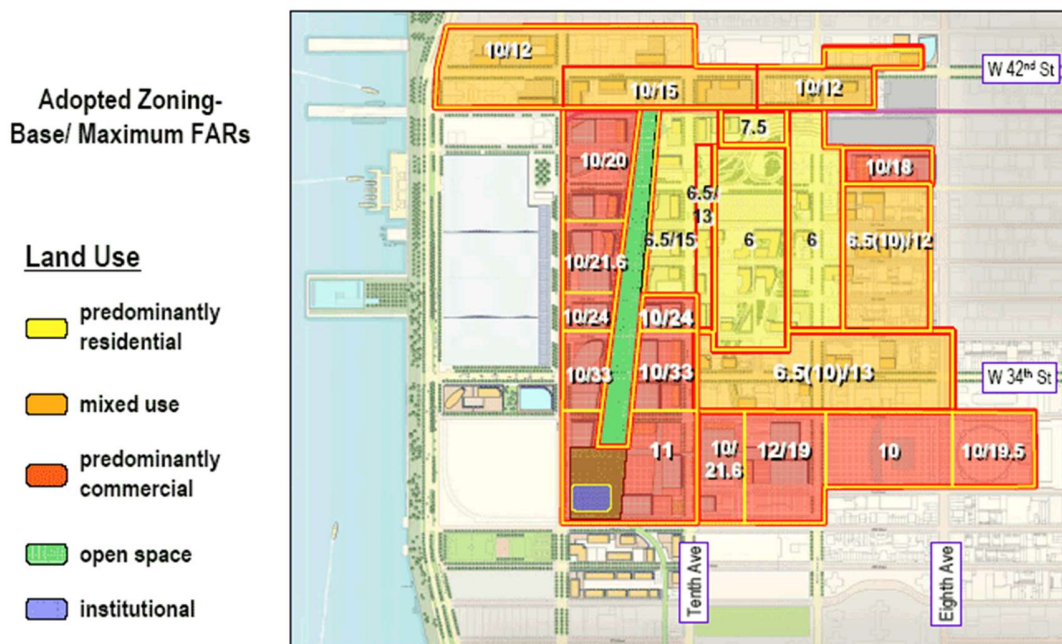 Adopted Zoning-
Base/ Maximum FARs
Land Use
predominantly
residential
mixed use
predominantly
commercial
open space
institutional
10/12
W 42nd St
10/15
10/12
7.5
10/20
10/18
6.5/
13
6.5/15
6
6
6.5(10)/12
10/21.6
10/24
10/24
10/33
10/33
6.5(10)/13
W 34th St
11
10/
21.6
12/19
10
10/19.5
Tenth Ave
Eighth Ave